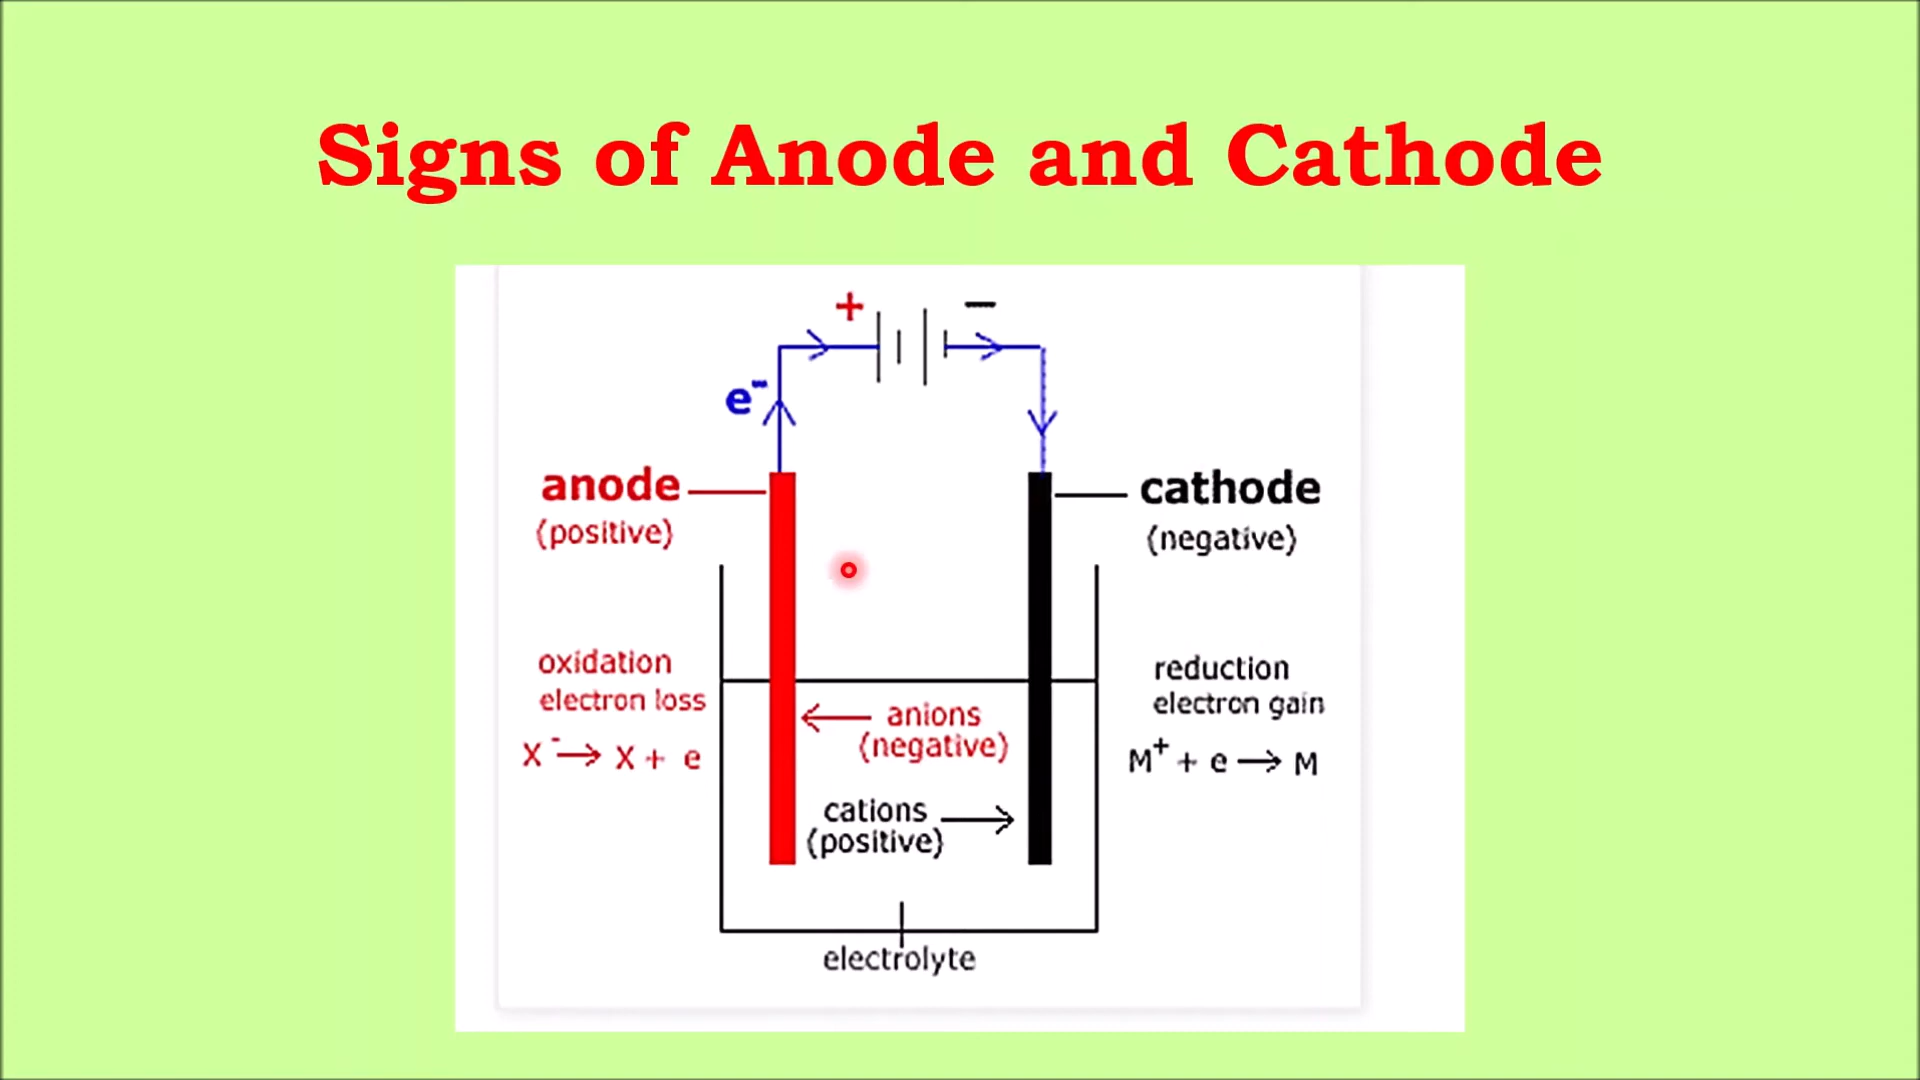 Signs of Anode and Cathode
+ −
e⁻
anode
(positive)
cathode
(negative)
oxidation
electron loss
X⁻ → X + e
anions
(negative)
cations
(positive)
reduction
electron gain
M⁺ + e → M
electrolyte